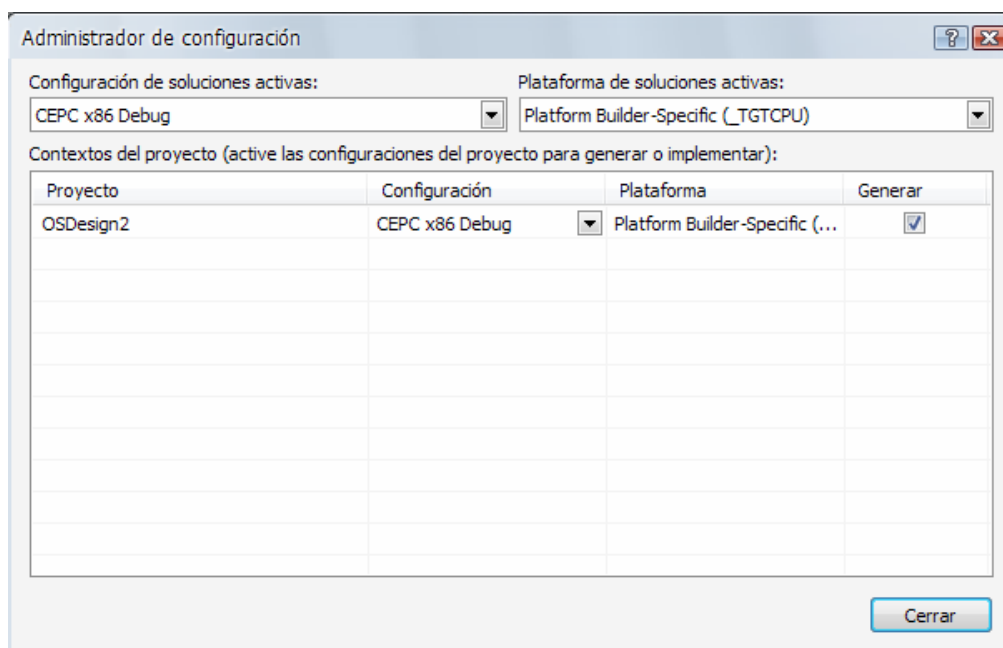 Administrador de configuración
Configuración de soluciones activas: Plataforma de soluciones activas:
CEPC x86 Debug Platform Builder-Specific (_TGTCPU)
Contextos del proyecto (active las configuraciones del proyecto para generar o implementar):
Proyecto Configuración Plataforma Generar
OSDesign2 CEPC x86 Debug Platform Builder-Specific (...
Cerrar